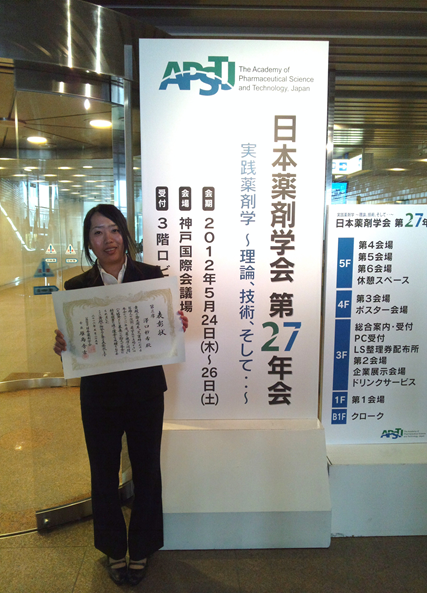 APSTJ
The Academy of
Pharmaceutical Science
and Technology, Japan
日本薬剤学会 第27年会
実践薬剤学 ～理論、技術、そして・・～
会期 2012年5月24日(木)～26日(土)
会場 神戸国際会議場
受付 3階ロビ
表彰状
日本薬剤学会 第27年
5F
第4会場
第5会場
第6会場
休憩スペース
4F
第3会場
ポスター会場
3F
総合案内・受付
PC受付
LS整理券配布所
第2会場
企業展示会場
ドリンクサービス
1F
第1会場
B1F
クローク
APSTJ